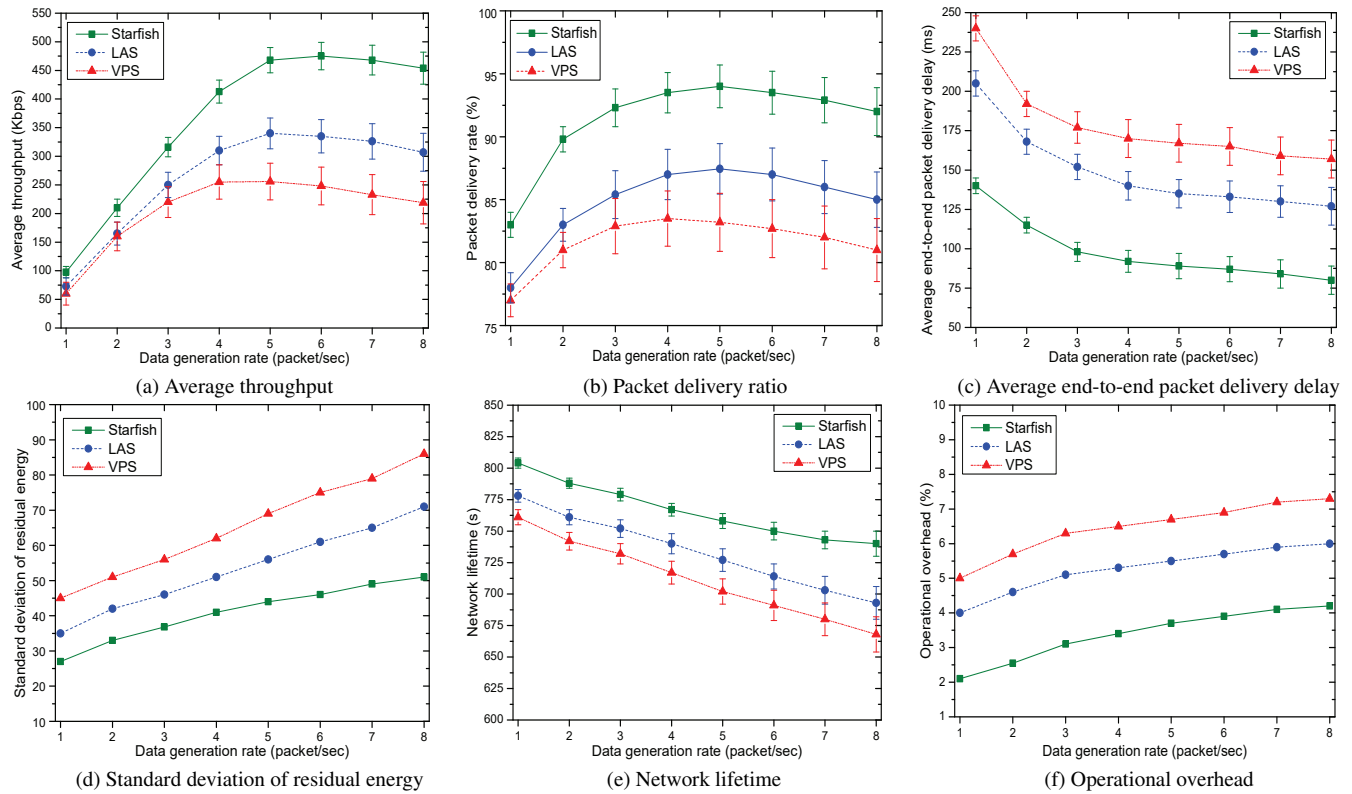 Average throughput (Kbps)
550
500
450
400
350
300
250
200
150
100
50
0
Starfish
LAS
VPS
1 2 3 4 5 6 7 8
Data generation rate (packet/sec)
(a) Average throughput
Packet delivery rate (%)
100
95
90
85
80
75
Starfish
LAS
VPS
1 2 3 4 5 6 7 8
Data generation rate (packet/sec)
(b) Packet delivery ratio
Average end-to-end packet delivery delay (ms)
250
225
200
175
150
125
100
75
50
Starfish
LAS
VPS
1 2 3 4 5 6 7 8
Data generation rate (packet/sec)
(c) Average end-to-end packet delivery delay
Standard deviation of residual energy
100
90
80
70
60
50
40
30
20
10
Starfish
LAS
VPS
1 2 3 4 5 6 7 8
Data generation rate (packet/sec)
(d) Standard deviation of residual energy
Network lifetime (s)
850
825
800
775
750
725
700
675
650
625
600
Starfish
LAS
VPS
1 2 3 4 5 6 7 8
Data generation rate (packet/sec)
(e) Network lifetime
Operational overhead (%)
10
9
8
7
6
5
4
3
2
1
Starfish
LAS
VPS
1 2 3 4 5 6 7 8
Data generation rate (packet/sec)
(f) Operational overhead